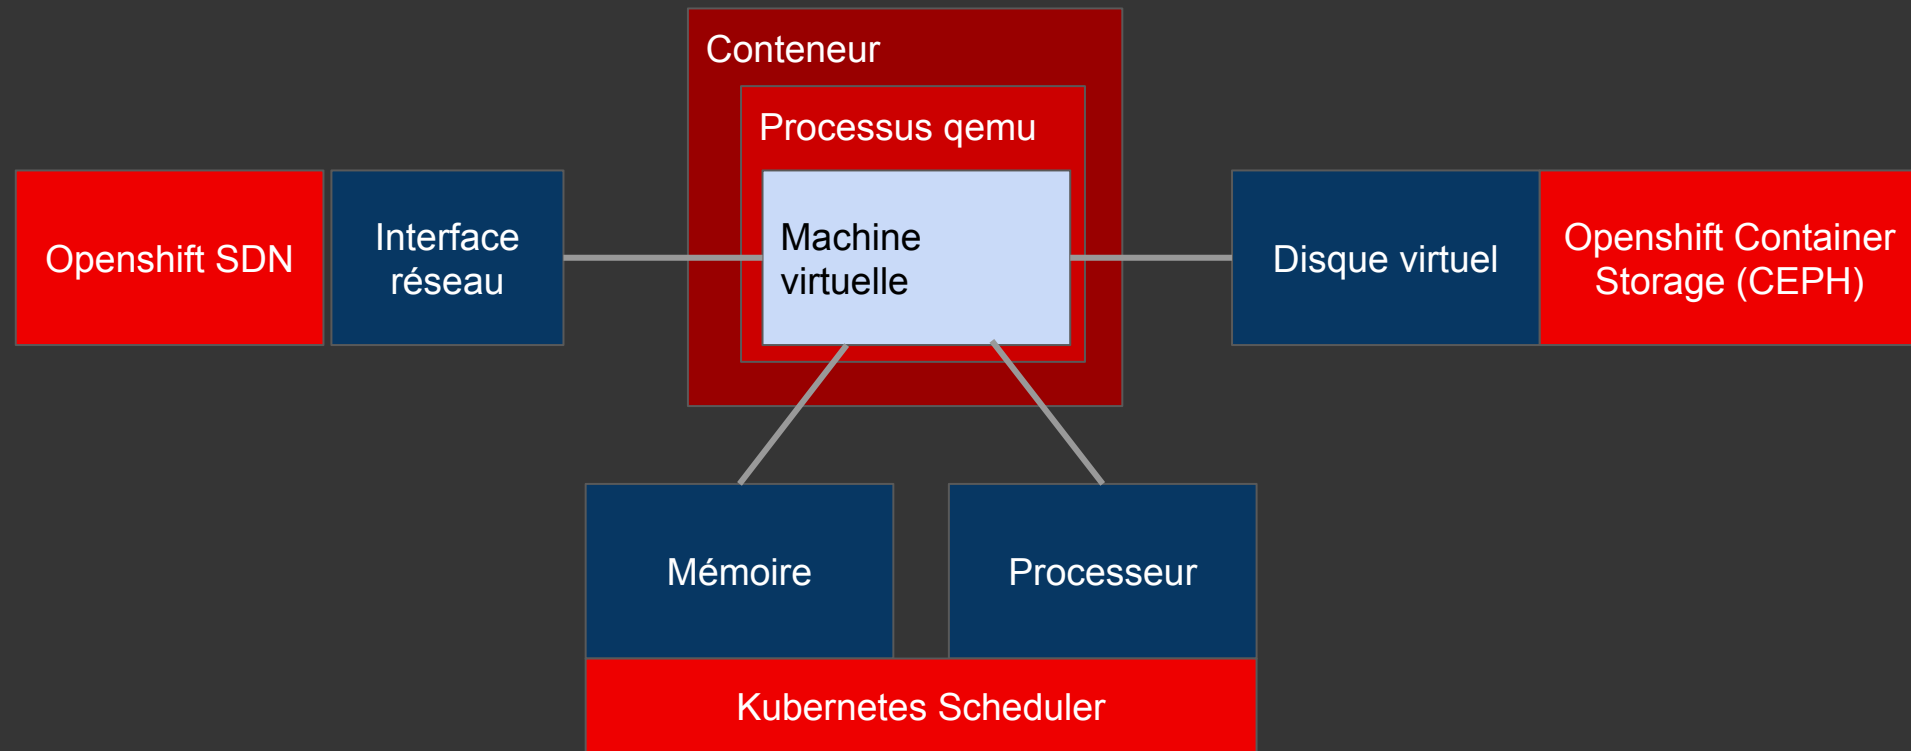 Conteneur
Processus qemu
Openshift SDN
Interface
réseau
Machine
virtuelle
Disque virtuel
Openshift Container
Storage (CEPH)
Mémoire
Processeur
Kubernetes Scheduler